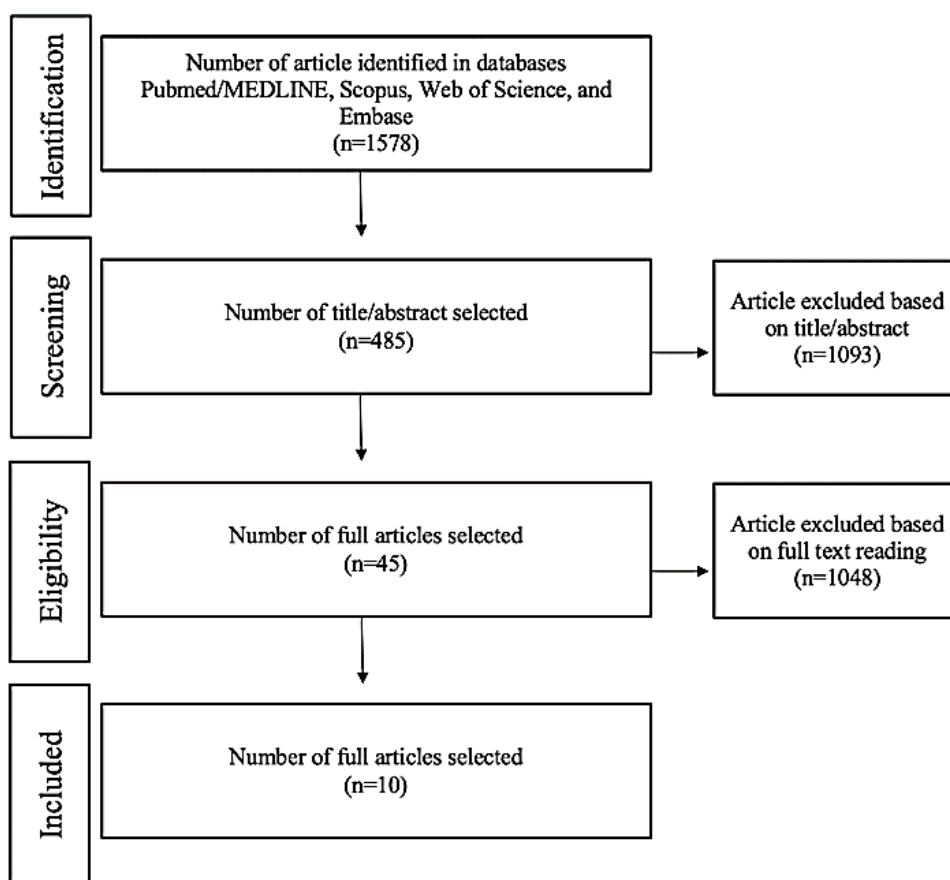 Identification
Number of article identified in databases
Pubmed/MEDLINE, Scopus, Web of Science, and
Embase
(n=1578)
Screening
Number of title/abstract selected
(n=485)
Article excluded based
on title/abstract
(n=1093)
Eligibility
Number of full articles selected
(n=45)
Article excluded based
on full text reading
(n=1048)
Included
Number of full articles selected
(n=10)